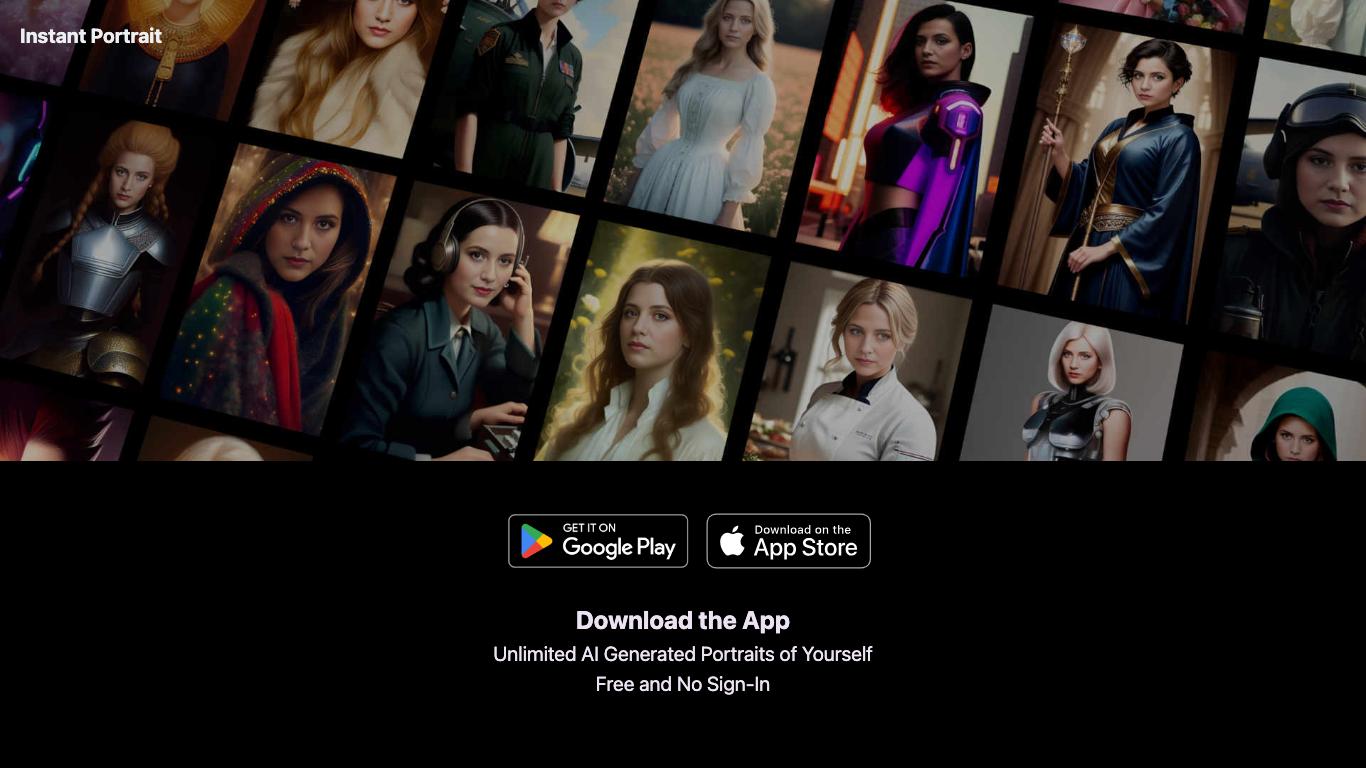 Instant Portrait
GET IT ON
Google Play
Download on the
App Store
Download the App
Unlimited AI Generated Portraits of Yourself
Free and No Sign-In